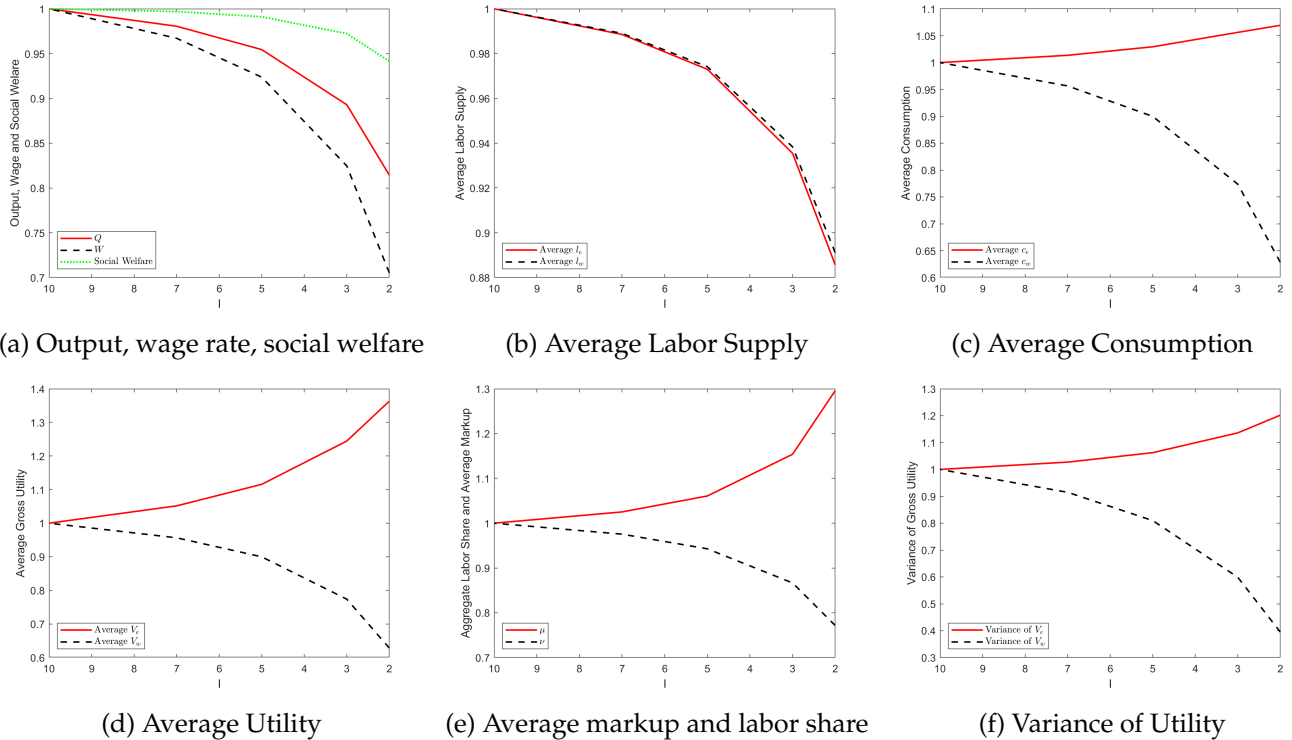 Output, Wage and Social Welare
1
0.95
0.9
0.85
0.8
0.75
0.7
Q
W
Social Welfare
10 9 8 7 6 5 4 3 2
I
(a) Output, wage rate, social welfare
Average Labor Supply
1
0.98
0.96
0.94
0.92
0.9
0.88
Average l_e
Average l_w
10 9 8 7 6 5 4 3 2
I
(b) Average Labor Supply
Average Consumption
1.1
1.05
1
0.95
0.9
0.85
0.8
0.75
0.7
0.65
0.6
Average c_e
Average c_w
10 9 8 7 6 5 4 3 2
I
(c) Average Consumption
Average Gross Utility
1.4
1.3
1.2
1.1
1
0.9
0.8
0.7
0.6
Average V_e
Average V_w
10 9 8 7 6 5 4 3 2
I
(d) Average Utility
Aggregate Labor Share and Average Markup
1.3
1.2
1.1
1
0.9
0.8
0.7
μ
ν
10 9 8 7 6 5 4 3 2
I
(e) Average markup and labor share
Variance of Gross Utility
1.3
1.2
1.1
1
0.9
0.8
0.7
0.6
0.5
0.4
0.3
Variance of V_e
Variance of V_w
10 9 8 7 6 5 4 3 2
I
(f) Variance of Utility